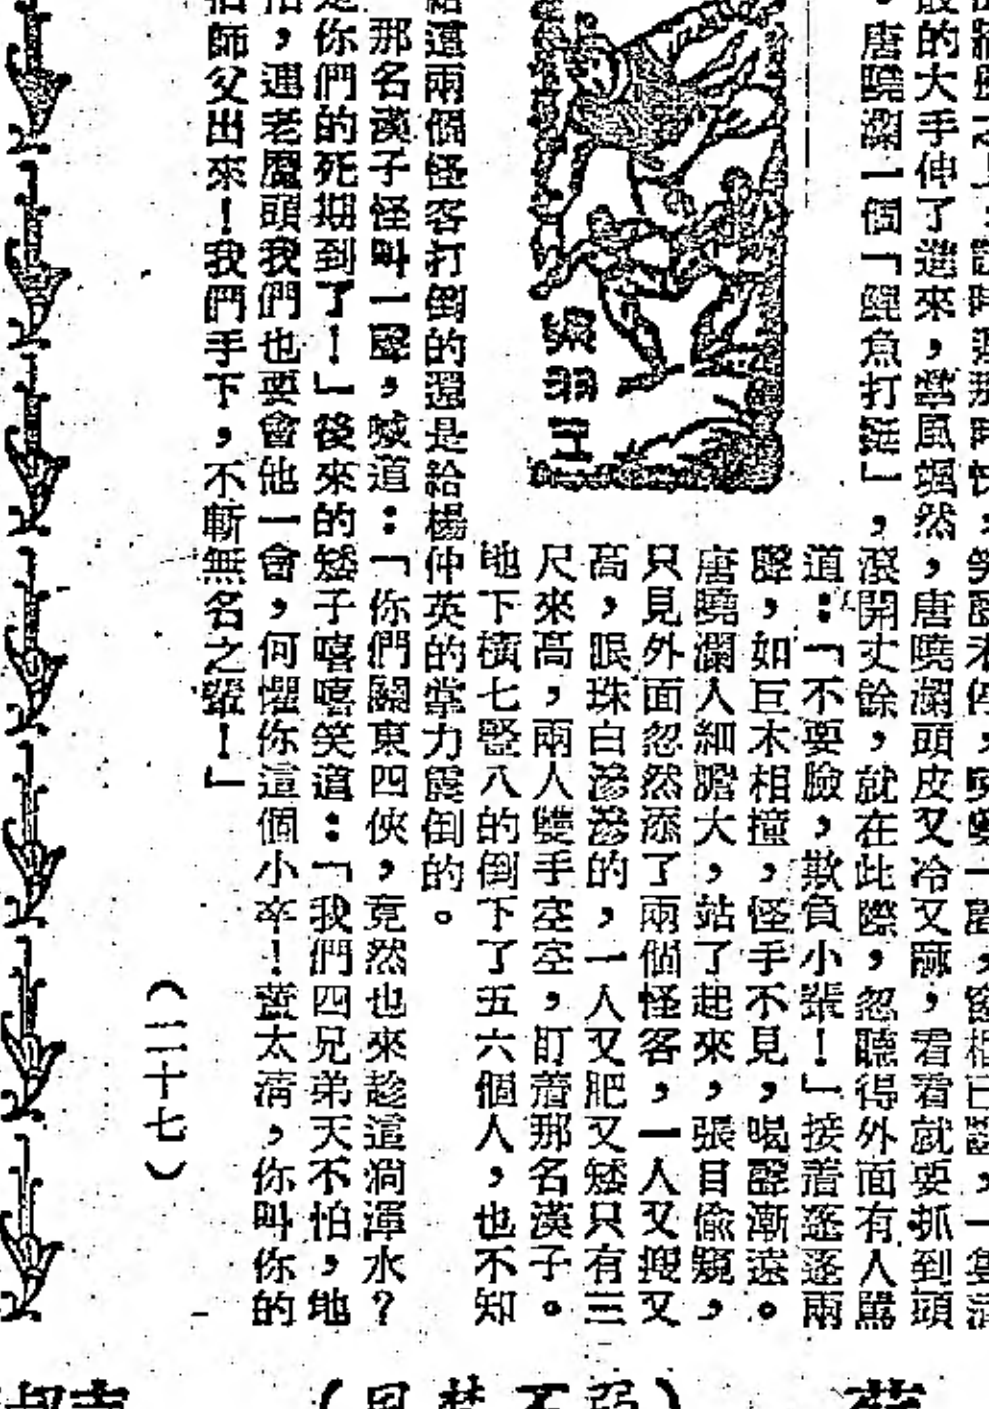 般的大手伸了進來，掌風颯然，唐曉瀾頭皮又冷又麻，看看就要抓到頭
，唐曉瀾一個「鯉魚打挺」，滾開丈餘，就在此際，忽聽得外面有人罵
道：「不要臉，欺負小輩！」接着蓬蓬兩
聲，如巨木相撞，怪手不見，喝聲漸遠。
唐曉瀾人細膽大，站了起來，張目偷窺，
只見外面忽然添了兩個怪客，一人又瘦又
高，眼珠白滲滲的，一人又肥又矮只有三
尺來高，兩人雙手空空，盯着那名漢子。
地下橫七豎八的倒下了五六個人，也不知
給這兩個怪客打倒的還是給楊仲英的掌力震倒的。
那名漢子怪叫一聲，喊道：「你們關東四俠，竟然也來趁這淌渾水？
是你們的死期到了！」後來的矮子嘻嘻笑道：「我們四兄弟天不怕，地
怕，連老魔頭我們也要會他一會，何懼你這個小卒！藍太清，你叫你的
師父出來！我們手下，不斬無名之輩！」
（二十七）
梁羽生